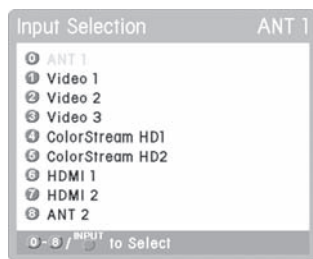 Input Selection ANT 1
0 ANT 1
1 Video 1
2 Video 2
3 Video 3
4 ColorStream HD1
5 ColorStream HD2
6 HDMI 1
7 HDMI 2
8 ANT 2
0-8/INPUT to Select